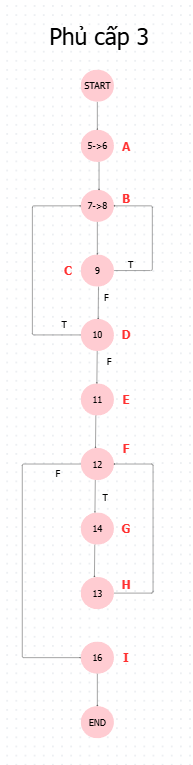 Phủ cấp 3
START
5->6 A
7->8 B
C 9 T
F
T 10 D
F
11 E
F
12
F T
14 G
13 H
16 I
END